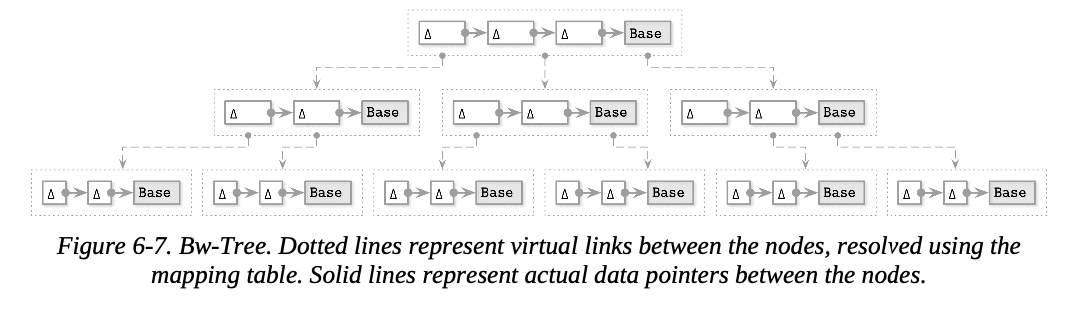 Δ Δ Δ Base
Δ Δ Base Δ Δ Base Δ Δ Base
Δ Δ Base Δ Δ Base Δ Δ Base Δ Δ Base Δ Δ Base Δ Δ Base
Figure 6-7. Bw-Tree. Dotted lines represent virtual links between the nodes, resolved using the
mapping table. Solid lines represent actual data pointers between the nodes.